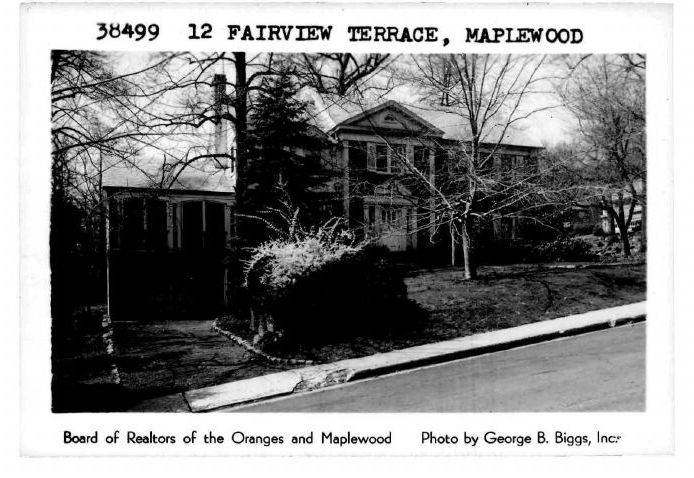 38499 12 FAIRVIEW TERRACE, MAPLEWOOD
Board of Realtors of the Oranges and Maplewood Photo by George B. Biggs, Inc.